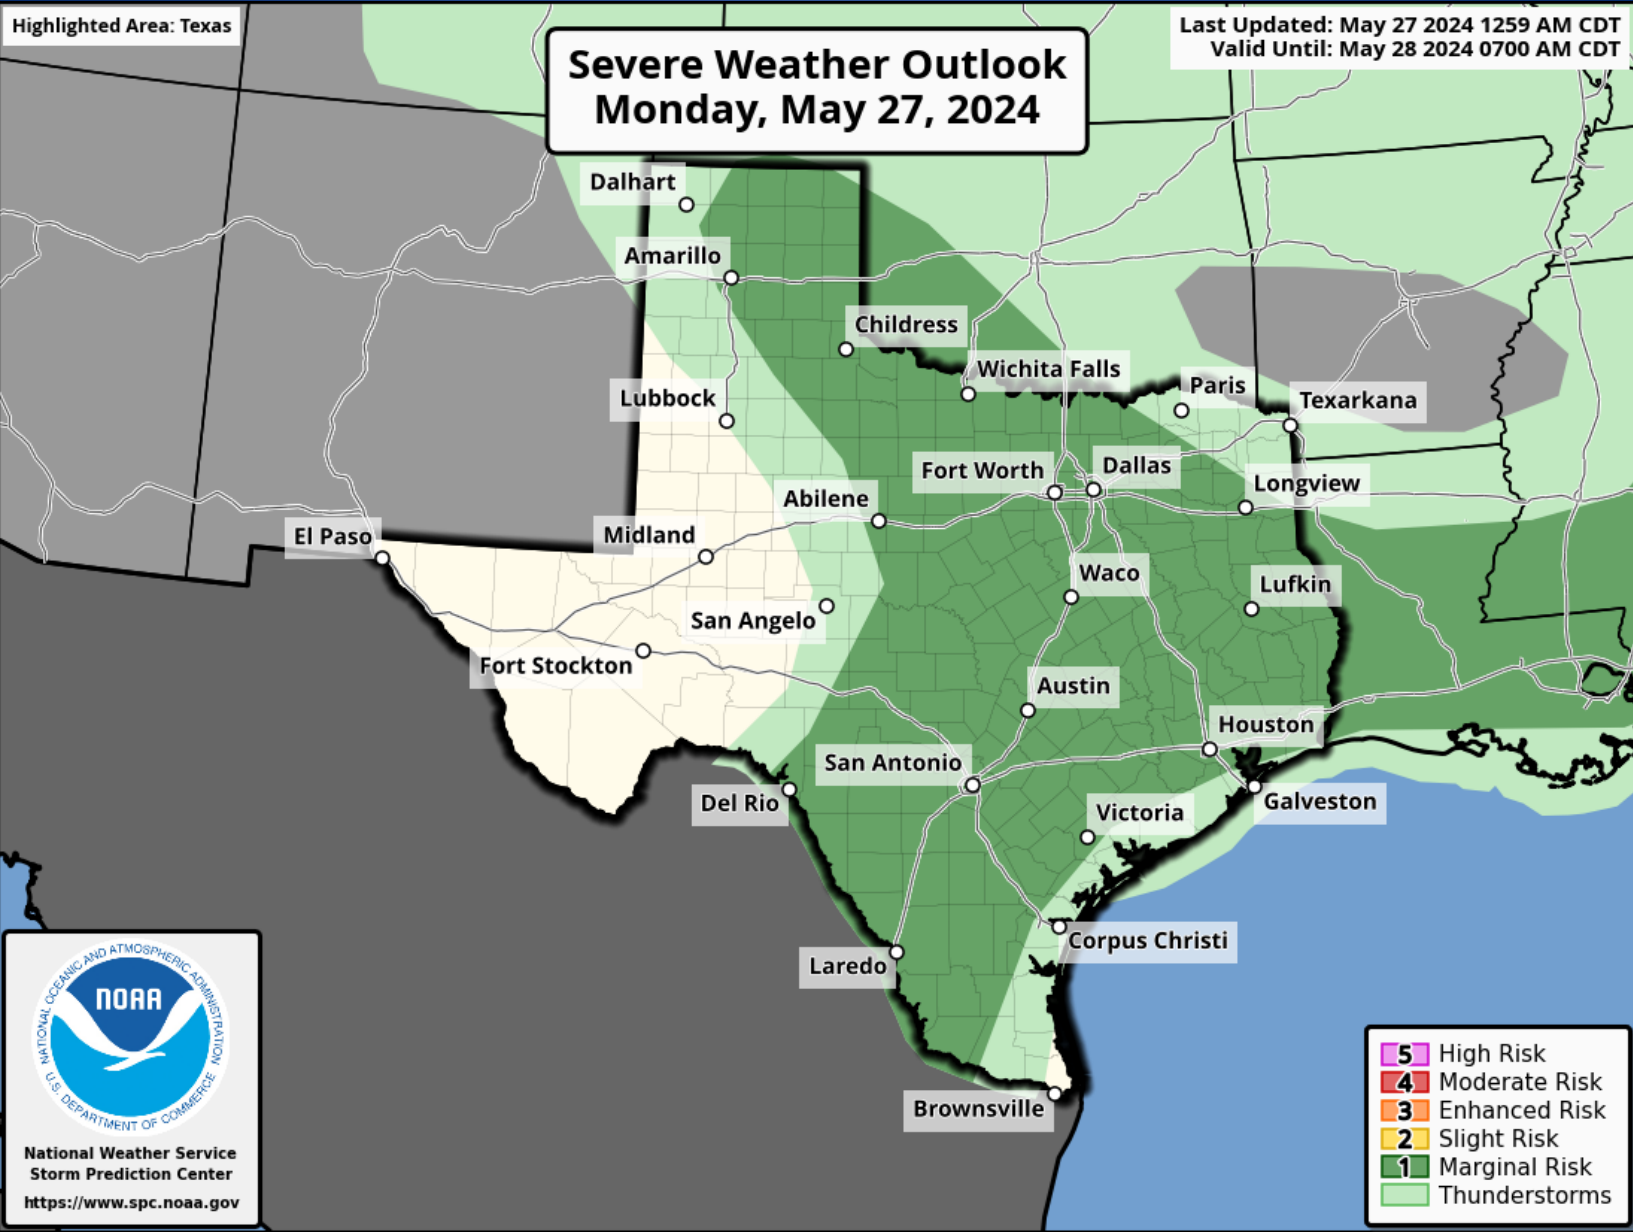 Highlighted Area: Texas
Severe Weather Outlook
Monday, May 27, 2024
Last Updated: May 27 2024 1259 AM CDT
Valid Until: May 28 2024 0700 AM CDT
Dalhart
Amarillo
Childress
Wichita Falls
Paris
Texarkana
Lubbock
Fort Worth
Dallas
Longview
Abilene
El Paso
Midland
Waco
Lufkin
San Angelo
Fort Stockton
Austin
Houston
San Antonio
Del Rio
Victoria
Galveston
Corpus Christi
Laredo
Brownsville
NATIONAL OCEANIC AND ATMOSPHERIC ADMINISTRATION
NOAA
U.S. DEPARTMENT OF COMMERCE
National Weather Service
Storm Prediction Center
https://www.spc.noaa.gov
5 High Risk
4 Moderate Risk
3 Enhanced Risk
2 Slight Risk
1 Marginal Risk
Thunderstorms